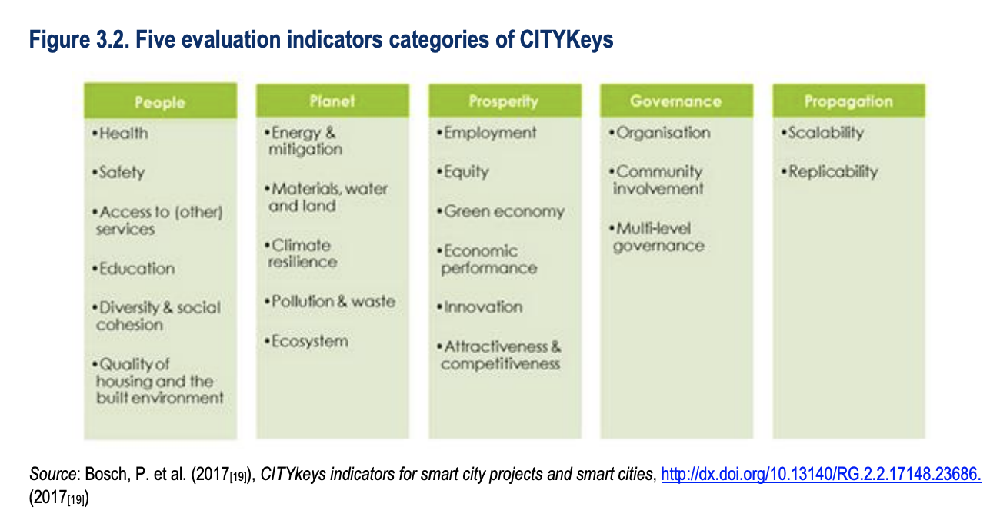 Figure 3.2. Five evaluation indicators categories of CITYKeys
People
•Health
•Safety
•Access to (other)
services
•Education
•Diversity & social
cohesion
•Quality of
housing and the
built environment
Planet
•Energy &
mitigation
•Materials, water
and land
•Climate
resilience
•Pollution & waste
•Ecosystem
Prosperity
•Employment
•Equity
•Green economy
•Economic
performance
•Innovation
•Attractiveness &
competitiveness
Governance
•Organisation
•Community
involvement
•Multi-level
governance
Propagation
•Scalability
•Replicability
Source: Bosch, P. et al. (2017[19]), CITYkeys indicators for smart city projects and smart cities, http://dx.doi.org/10.13140/RG.2.2.17148.23686.
(2017[19])